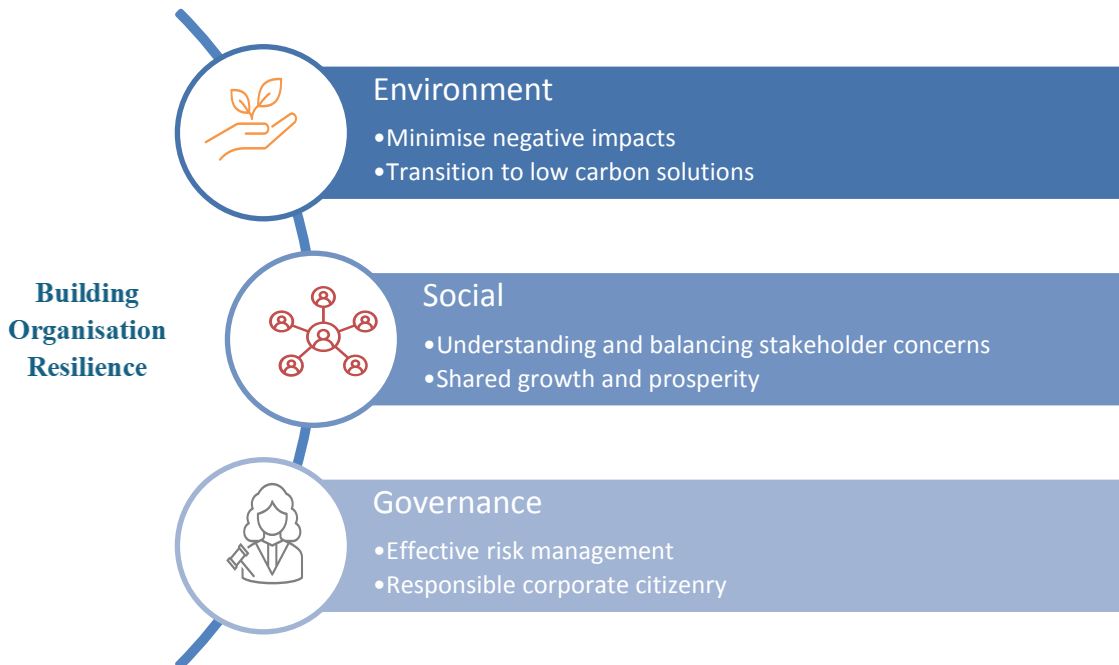 Building
Organisation
Resilience
Environment
•Minimise negative impacts
•Transition to low carbon solutions
Social
•Understanding and balancing stakeholder concerns
•Shared growth and prosperity
Governance
•Effective risk management
•Responsible corporate citizenry